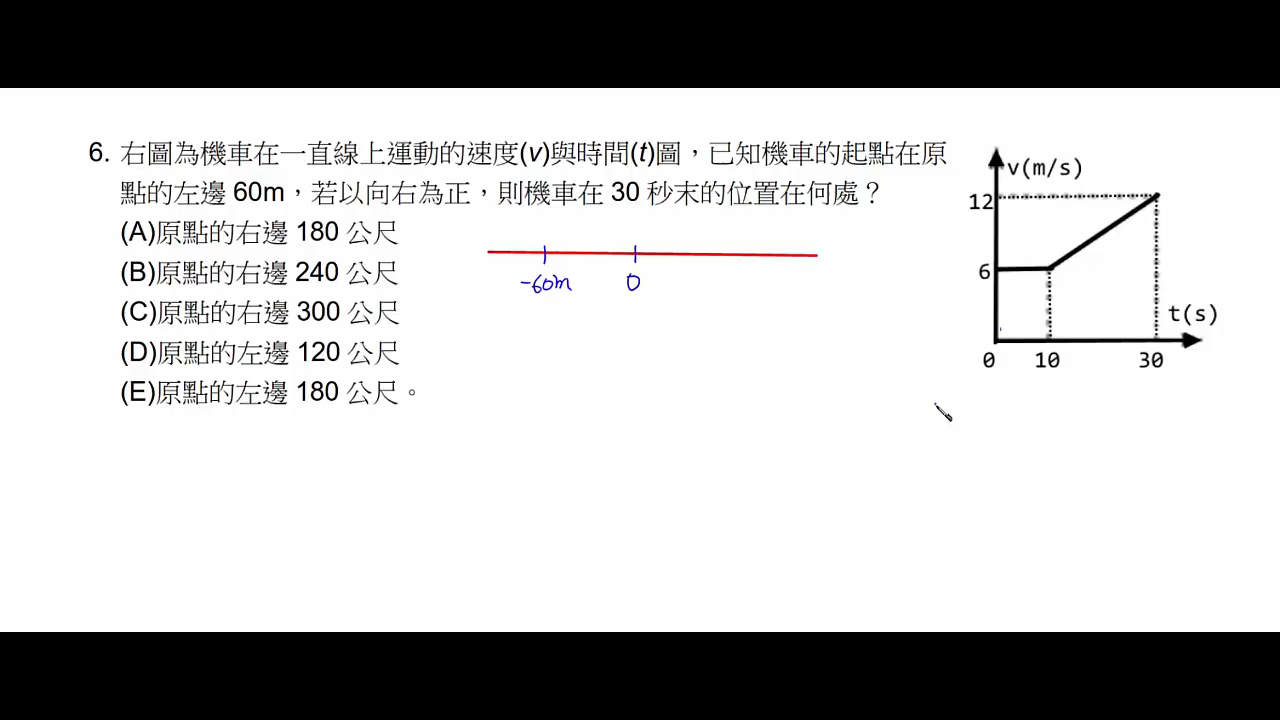 6. 右圖為機車在一直線上運動的速度(v)與時間(t)圖，已知機車的起點在原
點的左邊 60m，若以向右為正，則機車在 30 秒末的位置在何處？
(A)原點的右邊 180 公尺
(B)原點的右邊 240 公尺
(C)原點的右邊 300 公尺
(D)原點的左邊 120 公尺
(E)原點的左邊 180 公尺。
-60m 0
v(m/s)
12
6
t(s)
0 10 30